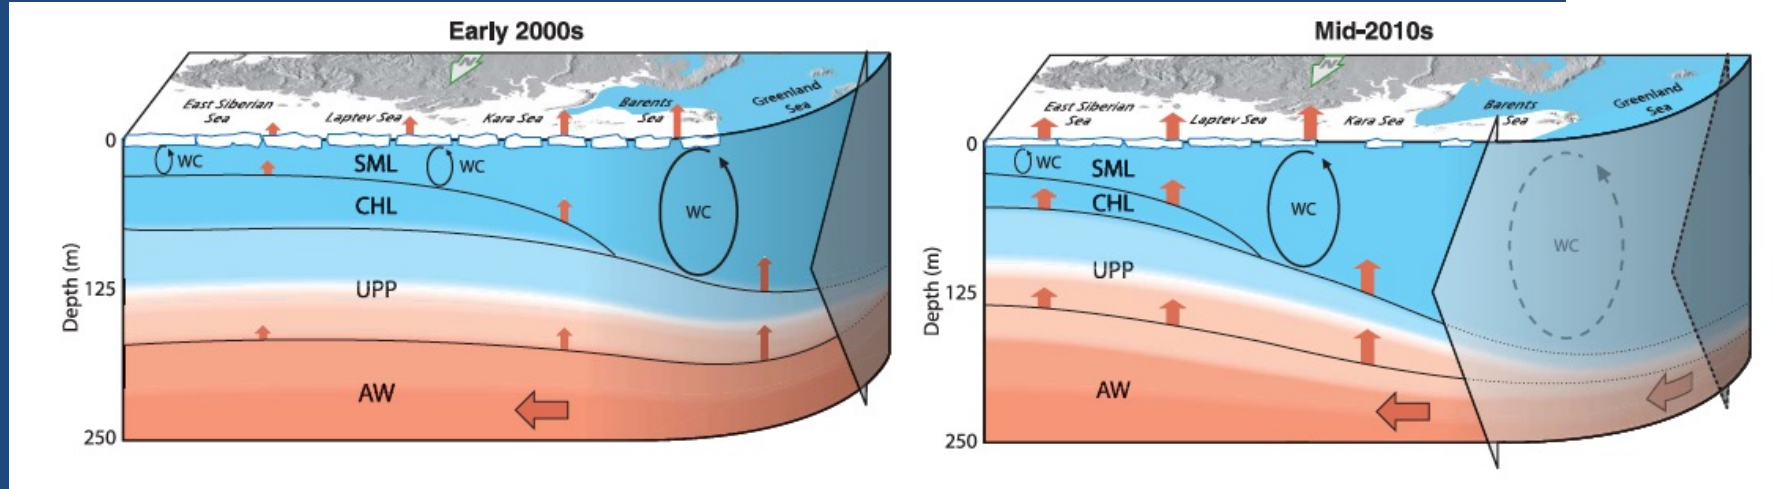 Early 2000s
N
East Siberian
Sea
Laptev Sea
Kara Sea
Barents
Sea
Greenland
Sea
0
WC
SML
WC
CHL
WC
Depth (m)
125
UPP
AW
250
Mid-2010s
N
East Siberian
Sea
Laptev Sea
Kara Sea
Barents
Sea
Greenland
Sea
0
WC
SML
CHL
WC
WC
Depth (m)
125
UPP
AW
250